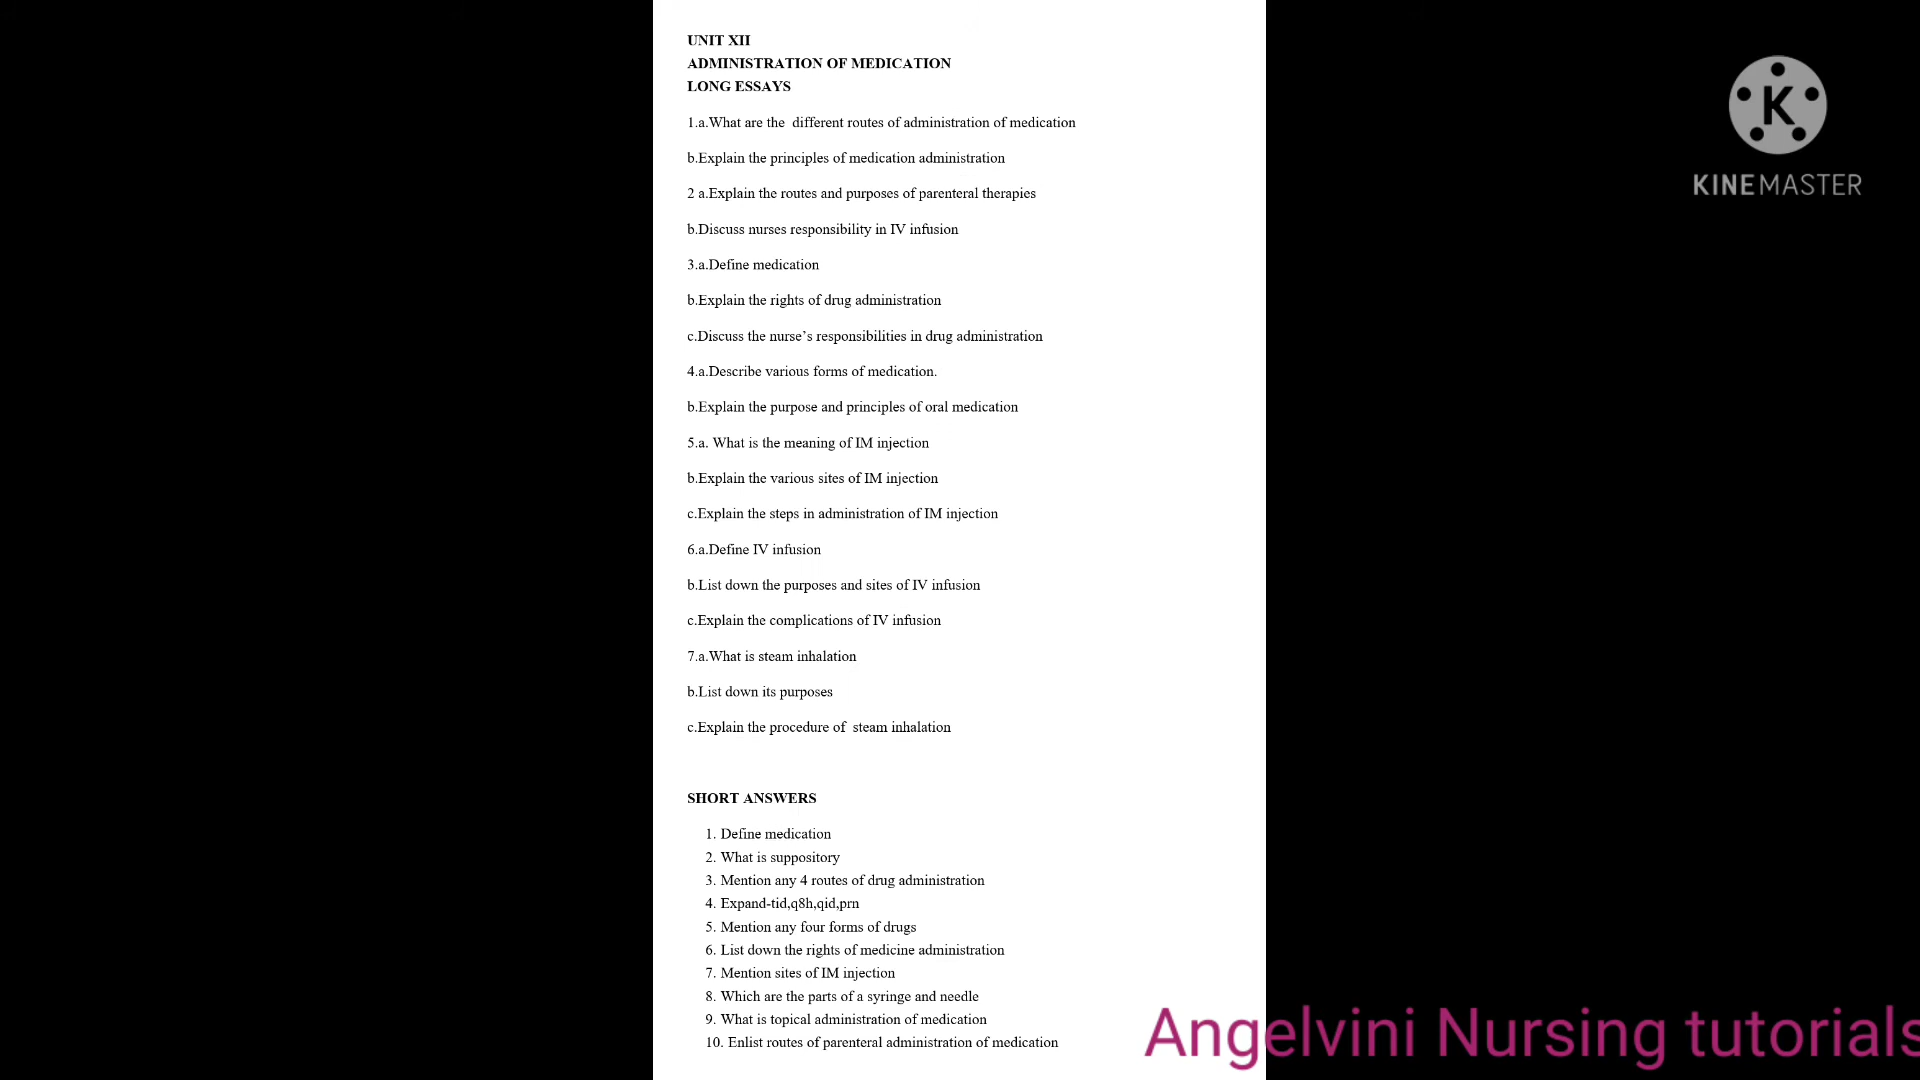 UNIT XII
ADMINISTRATION OF MEDICATION
LONG ESSAYS
1.a.What are the  different routes of administration of medication
b.Explain the principles of medication administration
2 a.Explain the routes and purposes of parenteral therapies
b.Discuss nurses responsibility in IV infusion
3.a.Define medication
b.Explain the rights of drug administration
c.Discuss the nurse’s responsibilities in drug administration
4.a.Describe various forms of medication.
b.Explain the purpose and principles of oral medication
5.a. What is the meaning of IM injection
b.Explain the various sites of IM injection
c.Explain the steps in administration of IM injection
6.a.Define IV infusion
b.List down the purposes and sites of IV infusion
c.Explain the complications of IV infusion
7.a.What is steam inhalation
b.List down its purposes
c.Explain the procedure of  steam inhalation
SHORT ANSWERS
1. Define medication
2. What is suppository
3. Mention any 4 routes of drug administration
4. Expand-tid,q8h,qid,prn
5. Mention any four forms of drugs
6. List down the rights of medicine administration
7. Mention sites of IM injection
8. Which are the parts of a syringe and needle
9. What is topical administration of medication
10. Enlist routes of parenteral administration of medication
K
KINEMASTER
Angelvini Nursing tutorials